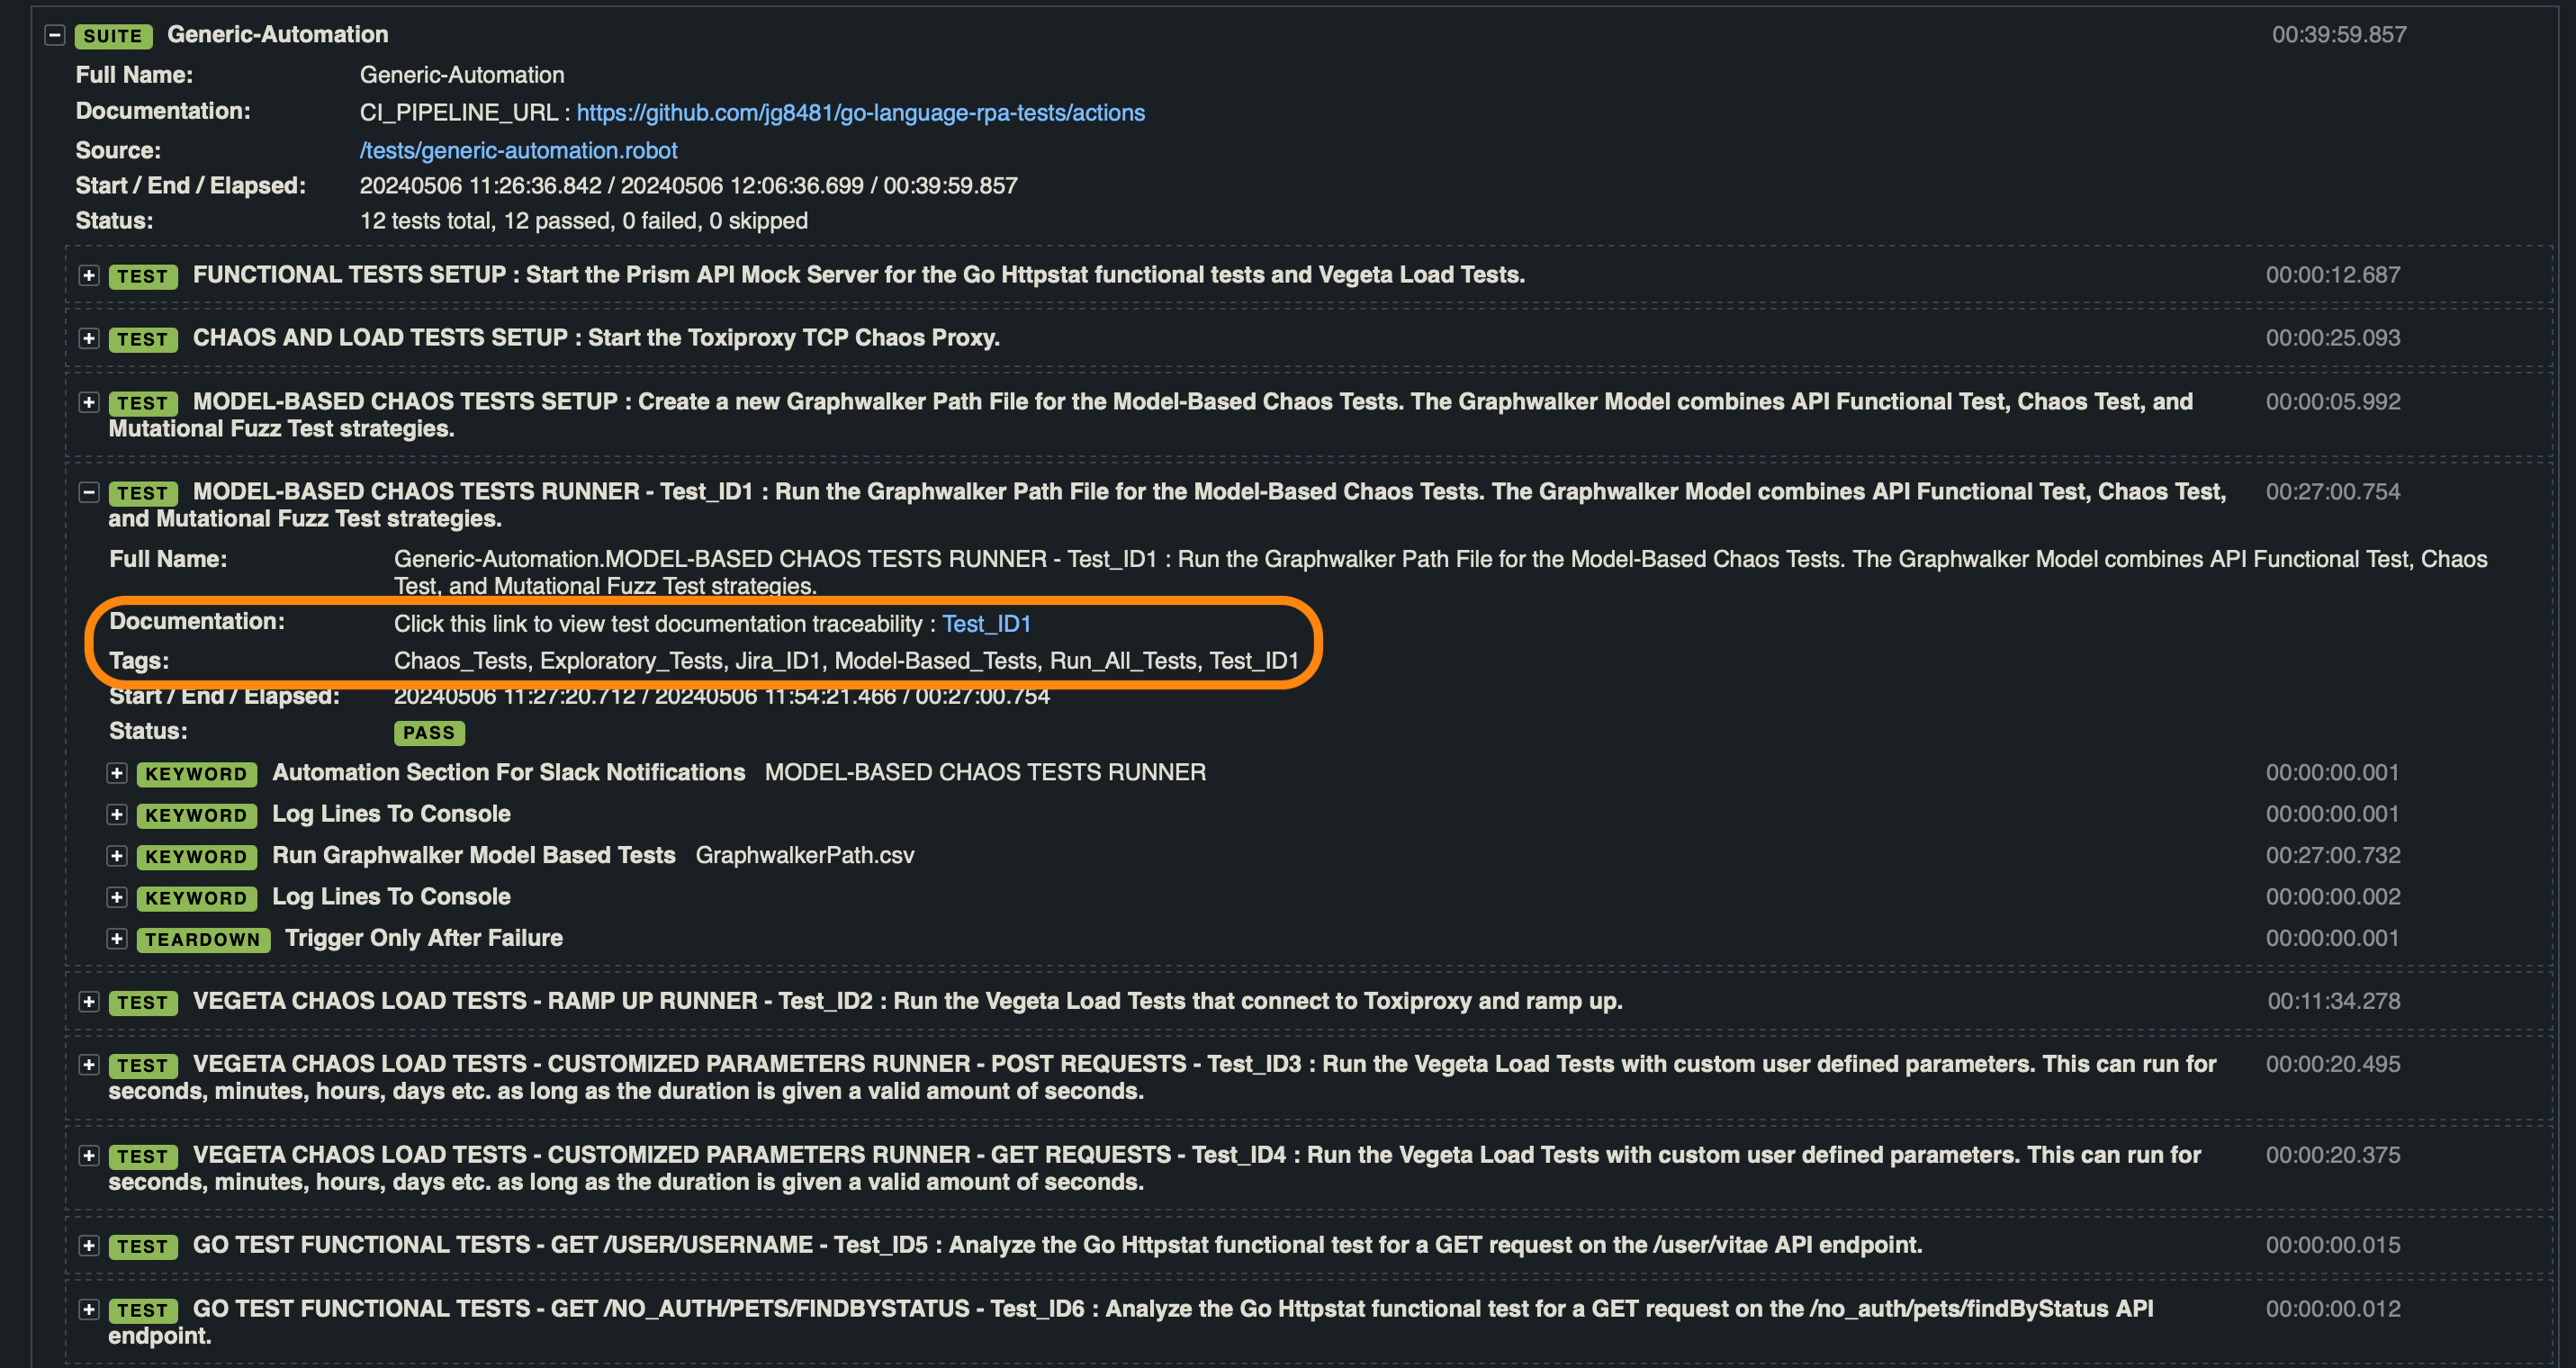 SUITE Generic-Automation 00:39:59.857
Full Name: Generic-Automation
Documentation: CI_PIPELINE_URL : https://github.com/jg8481/go-language-rpa-tests/actions
Source: /tests/generic-automation.robot
Start / End / Elapsed: 20240506 11:26:36.842 / 20240506 12:06:36.699 / 00:39:59.857
Status: 12 tests total, 12 passed, 0 failed, 0 skipped
TEST FUNCTIONAL TESTS SETUP : Start the Prism API Mock Server for the Go Httpstat functional tests and Vegeta Load Tests. 00:00:12.687
TEST CHAOS AND LOAD TESTS SETUP : Start the Toxiproxy TCP Chaos Proxy. 00:00:25.093
TEST MODEL-BASED CHAOS TESTS SETUP : Create a new Graphwalker Path File for the Model-Based Chaos Tests. The Graphwalker Model combines API Functional Test, Chaos Test, and 00:00:05.992
Mutational Fuzz Test strategies.
TEST MODEL-BASED CHAOS TESTS RUNNER - Test_ID1 : Run the Graphwalker Path File for the Model-Based Chaos Tests. The Graphwalker Model combines API Functional Test, Chaos Test, 00:27:00.754
and Mutational Fuzz Test strategies.
Full Name: Generic-Automation.MODEL-BASED CHAOS TESTS RUNNER - Test_ID1 : Run the Graphwalker Path File for the Model-Based Chaos Tests. The Graphwalker Model combines API Functional Test, Chaos
Test, and Mutational Fuzz Test strategies.
Documentation: Click this link to view test documentation traceability : Test_ID1
Tags: Chaos_Tests, Exploratory_Tests, Jira_ID1, Model-Based_Tests, Run_All_Tests, Test_ID1
Start / End / Elapsed: 20240506 11:27:20.712 / 20240506 11:54:21.466 / 00:27:00.754
Status: PASS
KEYWORD Automation Section For Slack Notifications MODEL-BASED CHAOS TESTS RUNNER 00:00:00.001
KEYWORD Log Lines To Console 00:00:00.001
KEYWORD Run Graphwalker Model Based Tests GraphwalkerPath.csv 00:27:00.732
KEYWORD Log Lines To Console 00:00:00.002
TEARDOWN Trigger Only After Failure 00:00:00.001
TEST VEGETA CHAOS LOAD TESTS - RAMP UP RUNNER - Test_ID2 : Run the Vegeta Load Tests that connect to Toxiproxy and ramp up. 00:11:34.278
TEST VEGETA CHAOS LOAD TESTS - CUSTOMIZED PARAMETERS RUNNER - POST REQUESTS - Test_ID3 : Run the Vegeta Load Tests with custom user defined parameters. This can run for 00:00:20.495
seconds, minutes, hours, days etc. as long as the duration is given a valid amount of seconds.
TEST VEGETA CHAOS LOAD TESTS - CUSTOMIZED PARAMETERS RUNNER - GET REQUESTS - Test_ID4 : Run the Vegeta Load Tests with custom user defined parameters. This can run for 00:00:20.375
seconds, minutes, hours, days etc. as long as the duration is given a valid amount of seconds.
TEST GO TEST FUNCTIONAL TESTS - GET /USER/USERNAME - Test_ID5 : Analyze the Go Httpstat functional test for a GET request on the /user/vitae API endpoint. 00:00:00.015
TEST GO TEST FUNCTIONAL TESTS - GET /NO_AUTH/PETS/FINDBYSTATUS - Test_ID6 : Analyze the Go Httpstat functional test for a GET request on the /no_auth/pets/findByStatus API 00:00:00.012
endpoint.